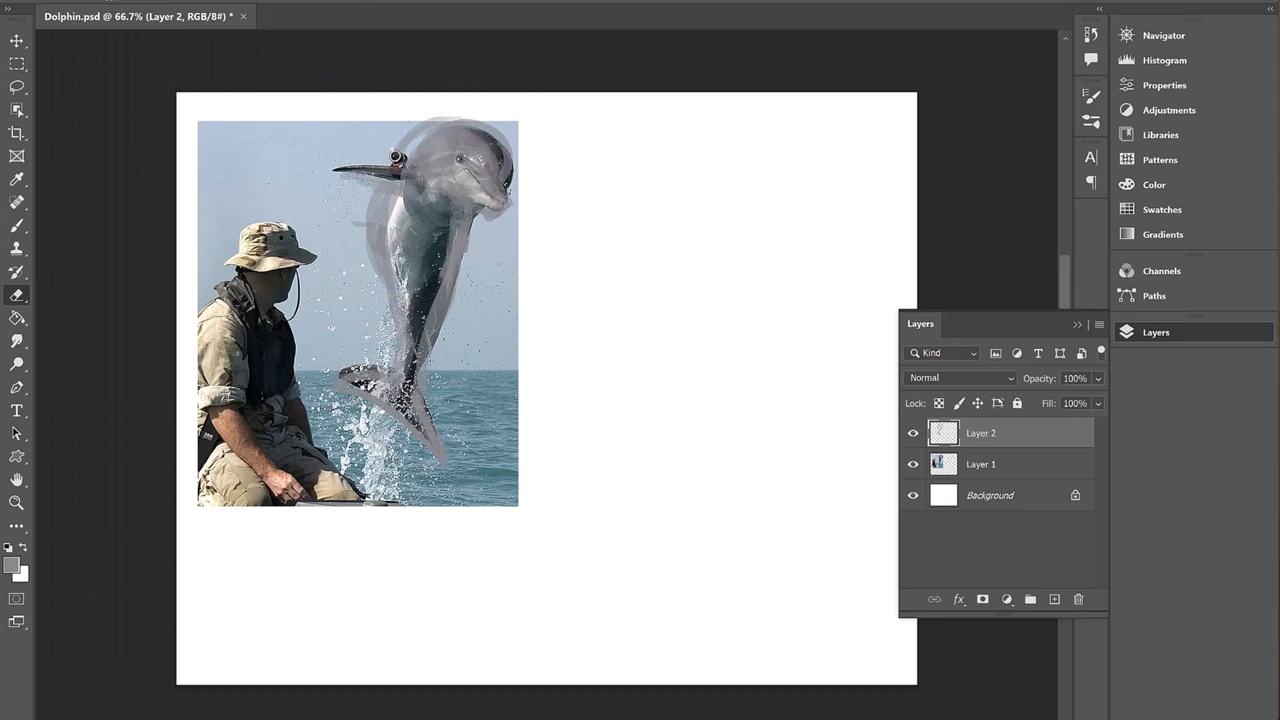 Dolphin.psd @ 66.7% (Layer 2, RGB/8#) *
Navigator
Histogram
Properties
Adjustments
Libraries
Patterns
Color
Swatches
Gradients
Channels
Paths
Layers
Layers
Kind
Normal Opacity: 100%
Lock: Fill: 100%
Layer 2
Layer 1
Background